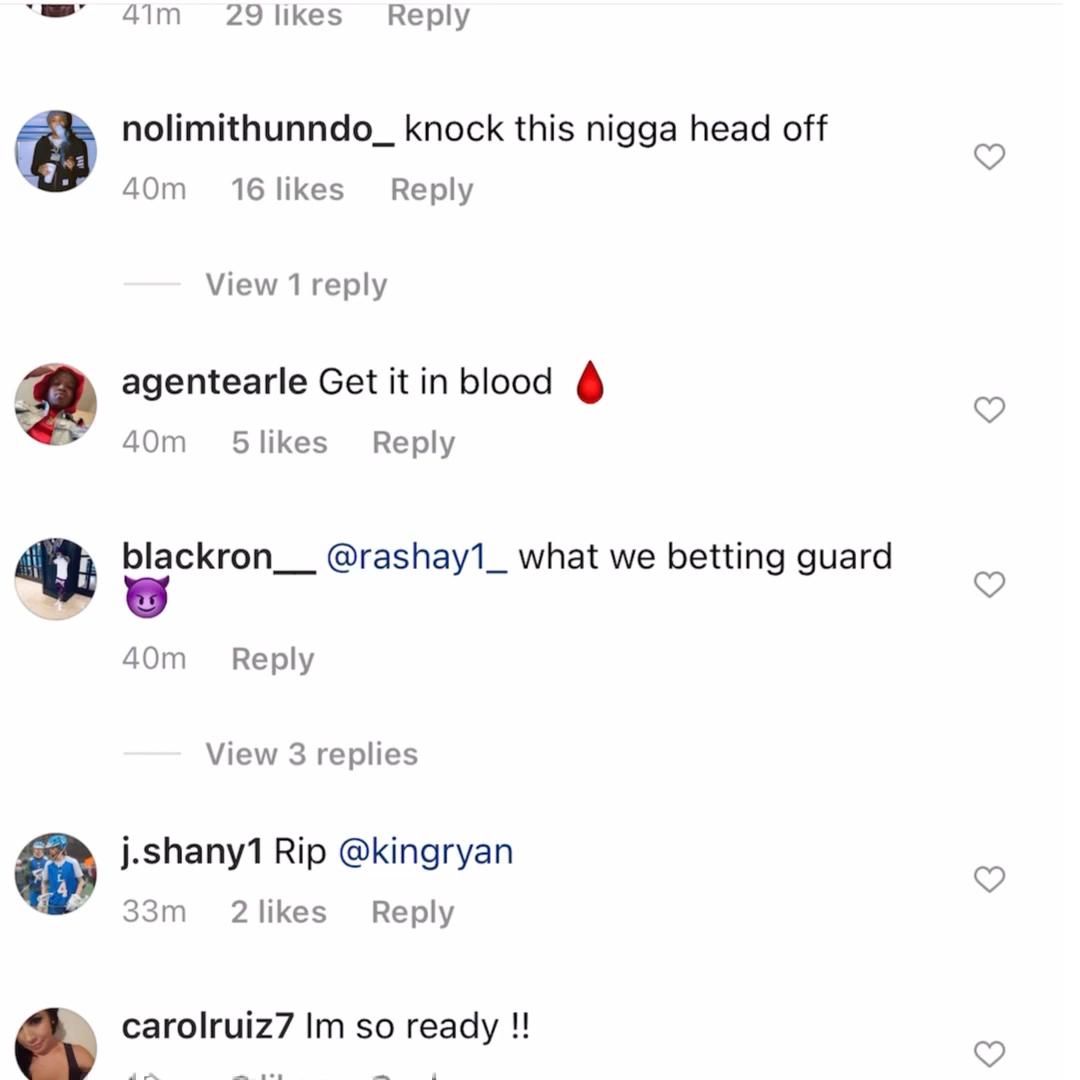 41m 29 likes Reply
nolimithunndo_ knock this nigga head off
40m 16 likes Reply
View 1 reply
agentearle Get it in blood 🩸
40m 5 likes Reply
blackron__ @rashay1_ what we betting guard
😈
40m Reply
View 3 replies
j.shany1 Rip @kingryan
33m 2 likes Reply
carolruiz7 Im so ready !!